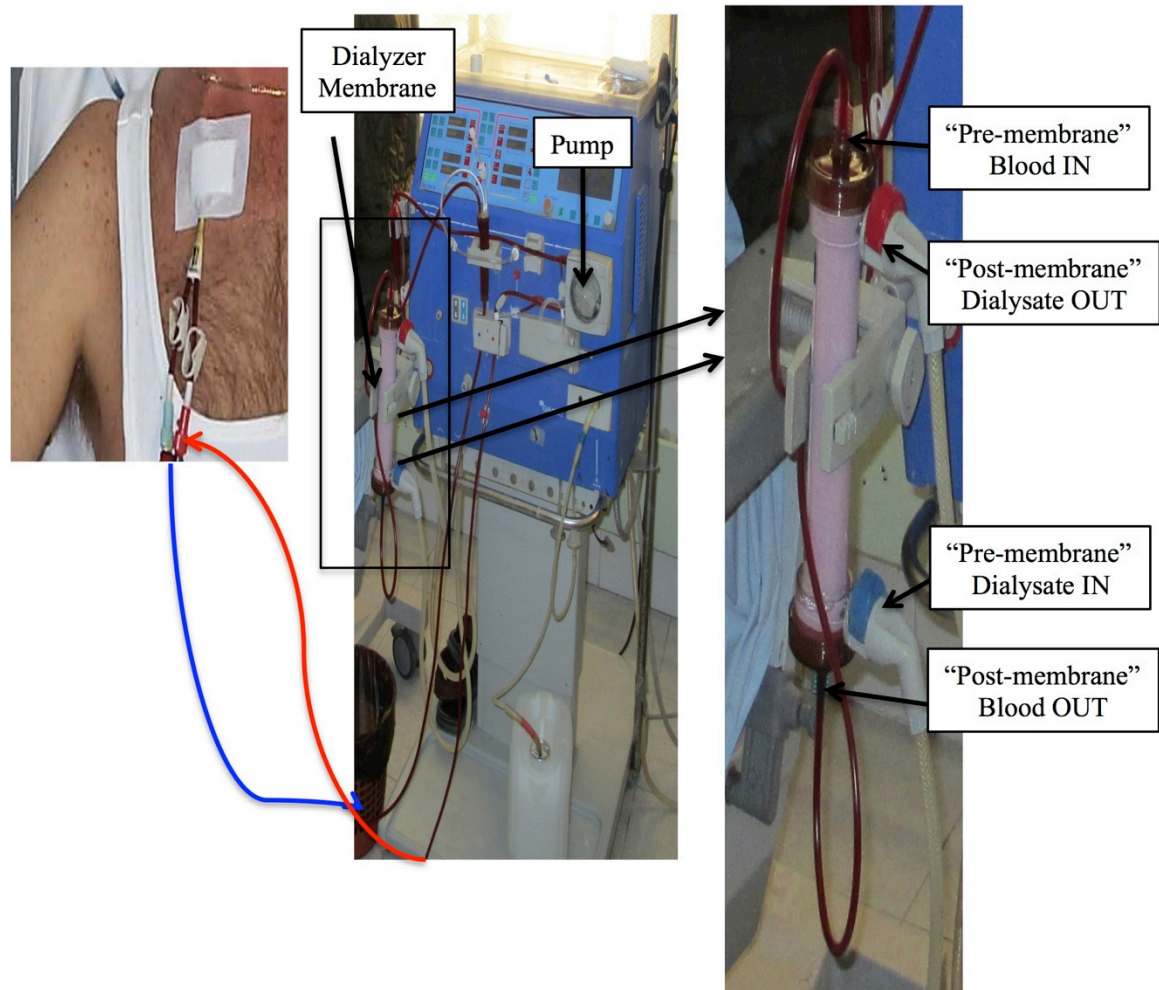 Dialyzer
Membrane
Pump
“Pre-membrane”
Blood IN
“Post-membrane”
Dialysate OUT
“Pre-membrane”
Dialysate IN
“Post-membrane”
Blood OUT